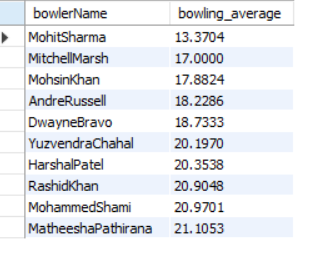 bowlerName bowling_average
MohitSharma 13.3704
MitchellMarsh 17.0000
MohsinKhan 17.8824
AndreRussell 18.2286
DwayneBravo 18.7333
YuzvendraChahal 20.1970
HarshalPatel 20.3538
RashidKhan 20.9048
MohammedShami 20.9701
MatheeshaPathirana 21.1053